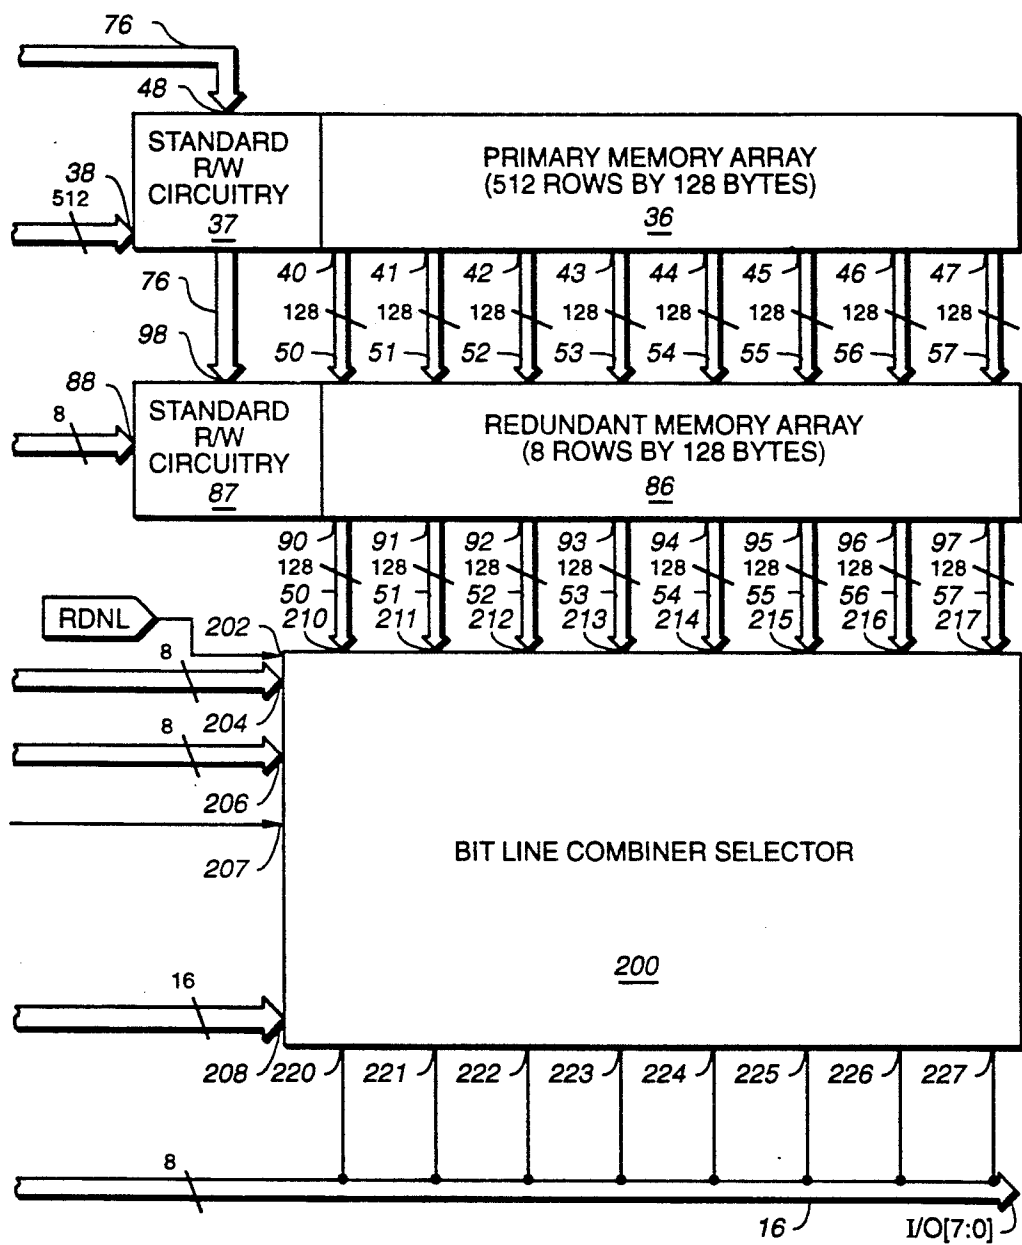 76
48
STANDARD
R/W
CIRCUITRY
37
PRIMARY MEMORY ARRAY
(512 ROWS BY 128 BYTES)
36
38
512
76
40 41 42 43 44 45 46 47
128 128 128 128 128 128 128 128
98
50 51 52 53 54 55 56 57
88
8
STANDARD
R/W
CIRCUITRY
87
REDUNDANT MEMORY ARRAY
(8 ROWS BY 128 BYTES)
86
90 91 92 93 94 95 96 97
128 128 128 128 128 128 128 128
50 51 52 53 54 55 56 57
RDNL
202
210 211 212 213 214 215 216 217
8
204
8
206
207
BIT LINE COMBINER SELECTOR
200
16
208
220 221 222 223 224 225 226 227
8
16
I/O[7:0]